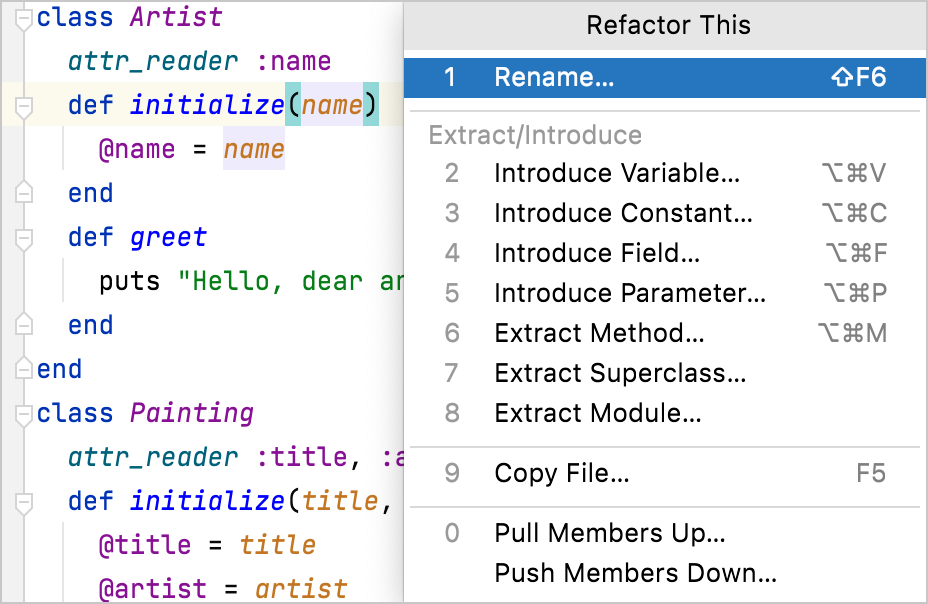 class Artist
attr_reader :name
def initialize(name)
@name = name
end
def greet
puts "Hello, dear
end
end
class Painting
attr_reader :title,
def initialize(title,
@title = title
@artist = artist
Refactor This
1 Rename... ⇧F6
Extract/Introduce
2 Introduce Variable... ⌥⌘V
3 Introduce Constant... ⌥⌘C
4 Introduce Field... ⌥⌘F
5 Introduce Parameter... ⌥⌘P
6 Extract Method... ⌥⌘M
7 Extract Superclass...
8 Extract Module...
9 Copy File... F5
0 Pull Members Up...
Push Members Down...